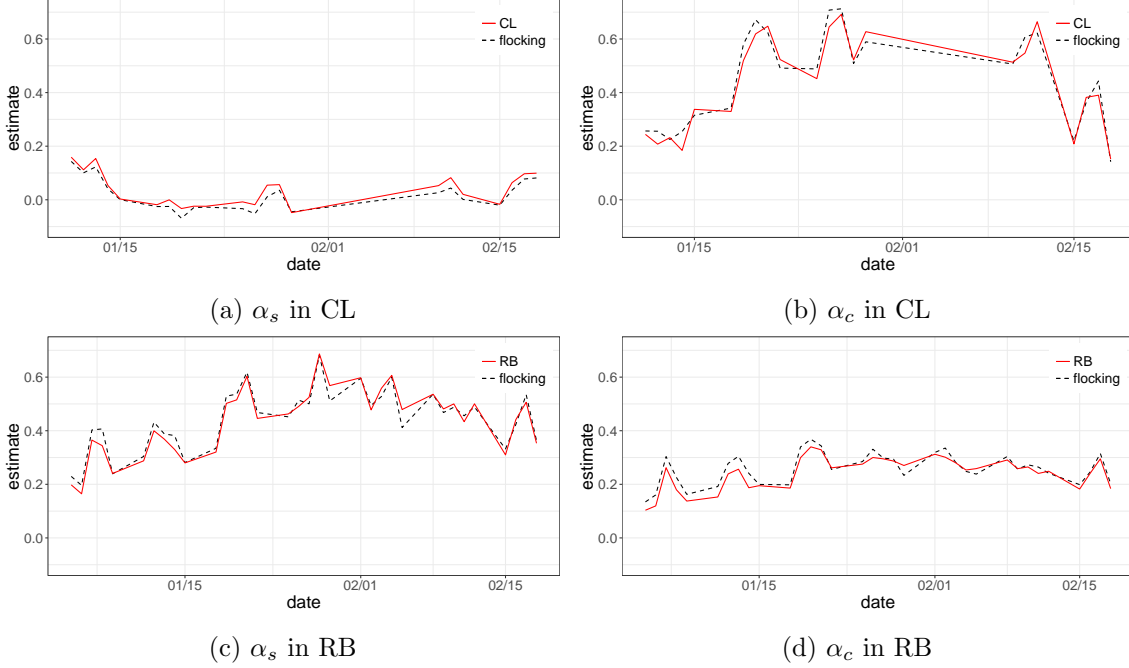 CL
flocking
0.6
0.4
0.2
0.0
estimate
01/15
02/01
02/15
date
(a) αs in CL
CL
flocking
0.6
0.4
0.2
0.0
estimate
01/15
02/01
02/15
date
(b) αc in CL
RB
flocking
0.6
0.4
0.2
0.0
estimate
01/15
02/01
02/15
date
(c) αs in RB
RB
flocking
0.6
0.4
0.2
0.0
estimate
01/15
02/01
02/15
date
(d) αc in RB